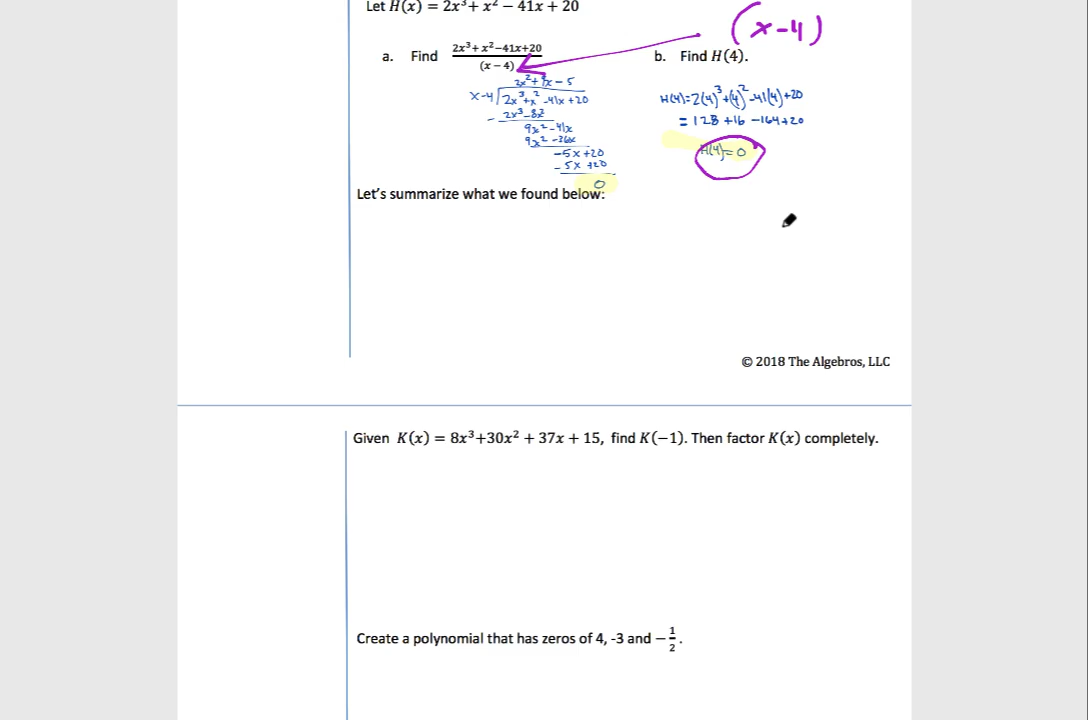 Let H(x) = 2x³ + x² − 41x + 20
(x-4)
a. Find 2x³ + x² −41x+20
(x − 4)
b. Find H(4).
2x² + 9x - 5
x-4 2x³ + x² -41x +20
- 2x³ - 8x²
9x² - 41x
9x² - 36x
-5x +20
- 5x +20
0
H(4)=2(4)³+(4)²-41(4)+20
= 128 +16 -164+20
H(4)= 0
Let's summarize what we found below:
© 2018 The Algebros, LLC
Given K(x) = 8x³+30x² + 37x + 15, find K(−1). Then factor K(x) completely.
Create a polynomial that has zeros of 4, -3 and −1/2.